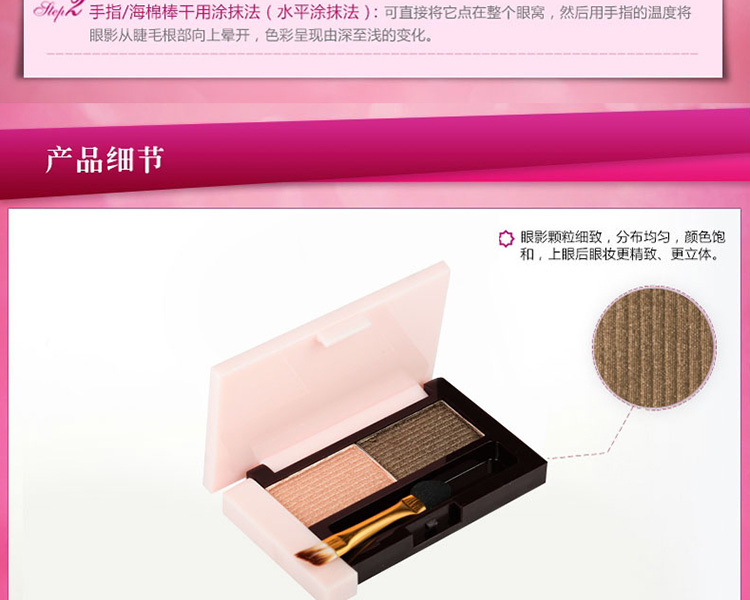 Step2 手指/海棉棒干用涂抹法（水平涂抹法）: 可直接将它点在整个眼窝，然后用手指的温度将
眼影从睫毛根部向上晕开，色彩呈现由深至浅的变化。
产品细节
眼影颗粒细致，分布均匀，颜色饱
和，上眼后眼妆更精致、更立体。